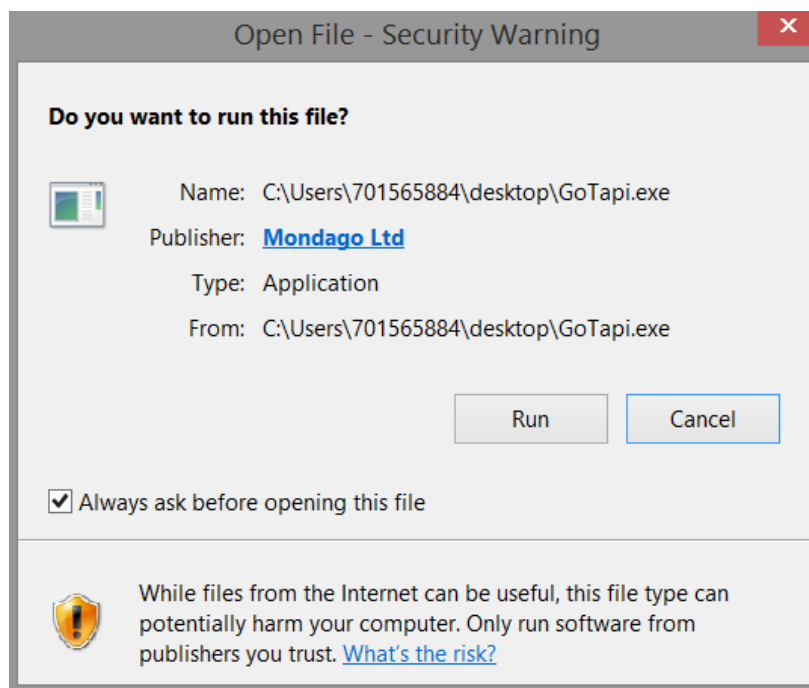 Open File - Security Warning
Do you want to run this file?
Name: C:\Users\701565884\desktop\GoTapi.exe
Publisher: Mondago Ltd
Type: Application
From: C:\Users\701565884\desktop\GoTapi.exe
Run Cancel
Always ask before opening this file
While files from the Internet can be useful, this file type can
potentially harm your computer. Only run software from
publishers you trust. What's the risk?